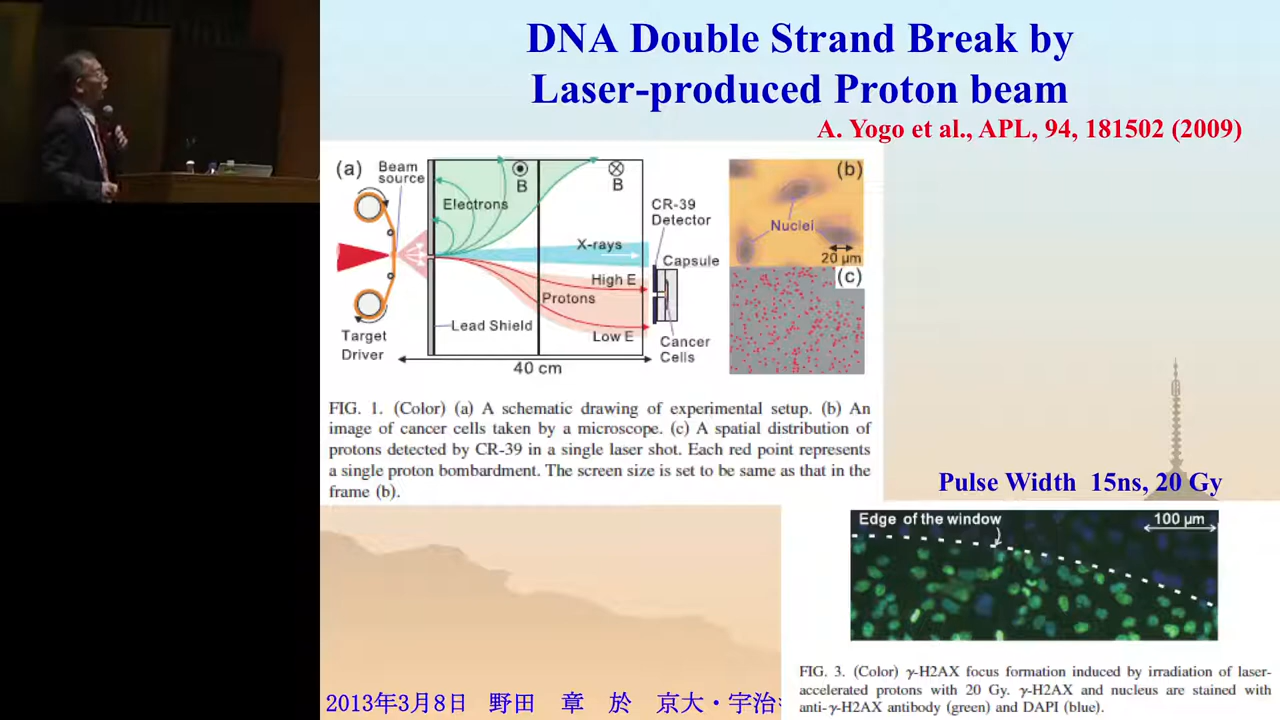 DNA Double Strand Break by
Laser-produced Proton beam
A. Yogo et al., APL, 94, 181502 (2009)
(a)
Beam
source
Electrons
B
B
CR-39
Detector
X-rays
Capsule
High E
Protons
Lead Shield
Low E
Target
Driver
Cancer
Cells
40 cm
(b)
Nuclei
20 μm
(c)
FIG. 1. (Color) (a) A schematic drawing of experimental setup. (b) An
image of cancer cells taken by a microscope. (c) A spatial distribution of
protons detected by CR-39 in a single laser shot. Each red point represents
a single proton bombardment. The screen size is set to be same as that in the
frame (b).
Pulse Width 15ns, 20 Gy
Edge of the window
100 μm
FIG. 3. (Color) γ-H2AX focus formation induced by irradiation of laser-
accelerated protons with 20 Gy. γ-H2AX and nucleus are stained with
anti-γ-H2AX antibody (green) and DAPI (blue).
2013年3月8日 野田 章 於 京大・宇治